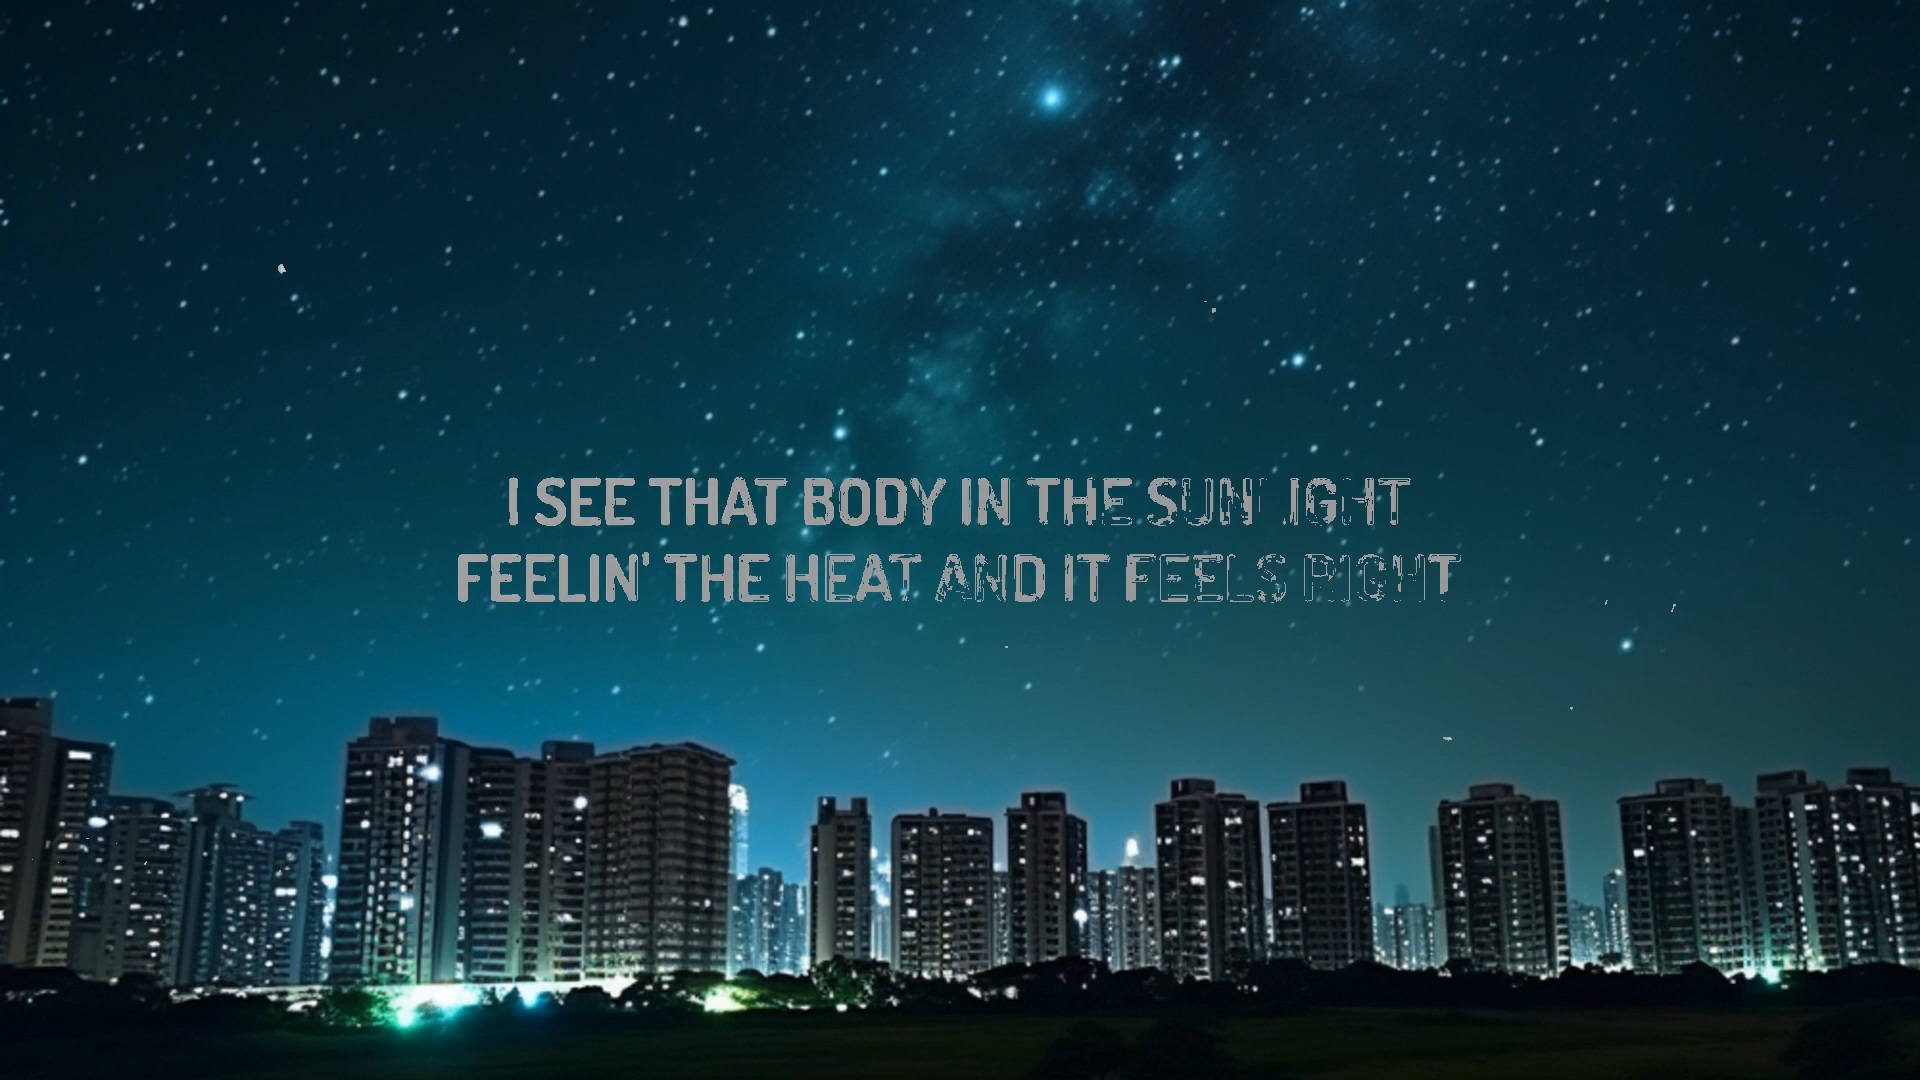 I SEE THAT BODY IN THE SUNLIGHT
FEELIN' THE HEAT AND IT FEELS RIGHT